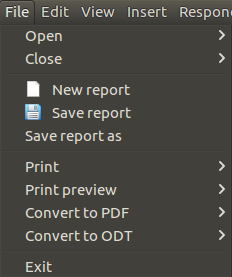 File Edit View Insert Respon
Open
Close
New report
Save report
Save report as
Print
Print preview
Convert to PDF
Convert to ODT
Exit